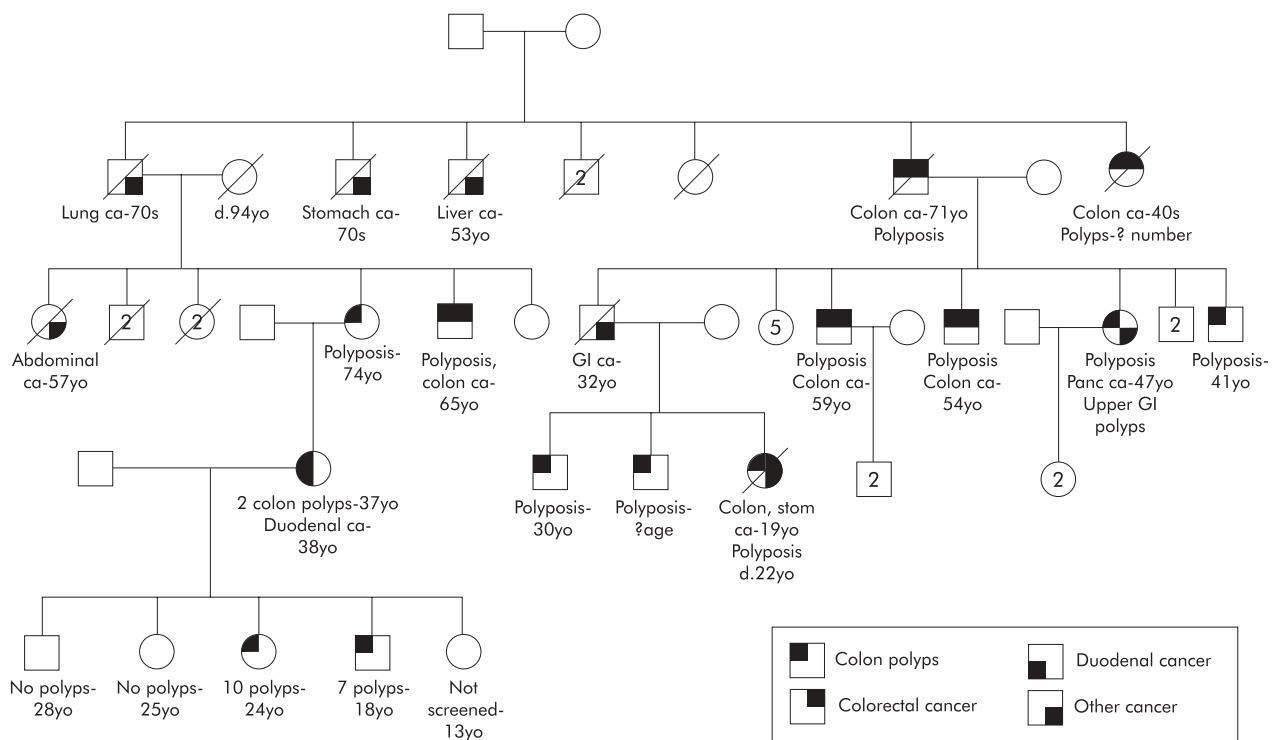 2
Lung ca-70s
d.94yo
Stomach ca-
70s
Liver ca-
53yo
Colon ca-71yo
Polyposis
Colon ca-40s
Polyps-? number
2
2
5
2
Abdominal
ca-57yo
Polyposis-
74yo
Polyposis,
colon ca-
65yo
GI ca-
32yo
Polyposis
Colon ca-
59yo
Polyposis
Colon ca-
54yo
Polyposis
Panc ca-47yo
Upper GI
polyps
Polyposis-
41yo
2
2
2 colon polyps-37yo
Duodenal ca-
38yo
Polyposis-
30yo
Polyposis-
?age
Colon, stom
ca-19yo
Polyposis
d.22yo
No polyps-
28yo
No polyps-
25yo
10 polyps-
24yo
7 polyps-
18yo
Not
screened-
13yo
Colon polyps
Duodenal cancer
Colorectal cancer
Other cancer